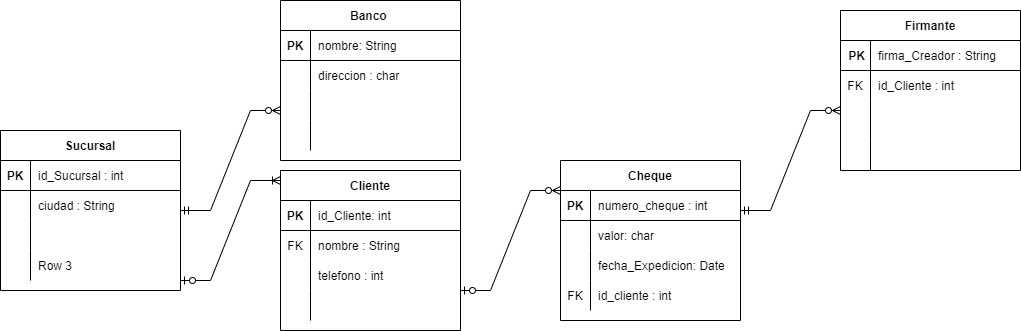 Banco
PK nombre: String
direccion : char
Firmante
PK firma_Creador : String
FK id_Cliente : int
Sucursal
PK id_Sucursal : int
ciudad : String
Row 3
Cliente
PK id_Cliente: int
FK nombre : String
telefono : int
Cheque
PK numero_cheque : int
valor: char
fecha_Expedicion: Date
FK id_cliente : int